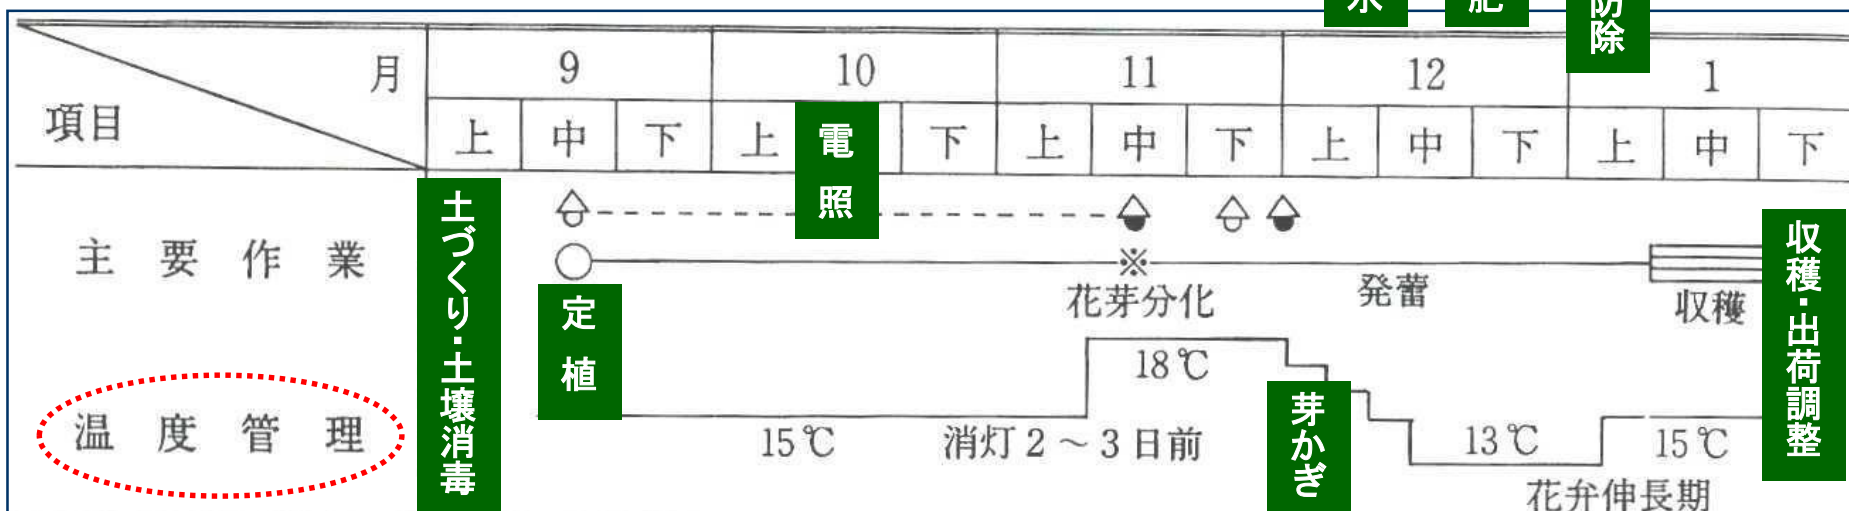 肥
防除
月
9 10 11 12 1
項目
上 中 下 上 下 上 中 下 上 中 下 上 中 下
電照
土づくり・土壌消毒
主要作業
※
花芽分化
発蕾
収穫
収穫・出荷調整
定植
18℃
芽かぎ
温度管理
15℃ 消灯2~3日前 13℃ 15℃
花弁伸長期